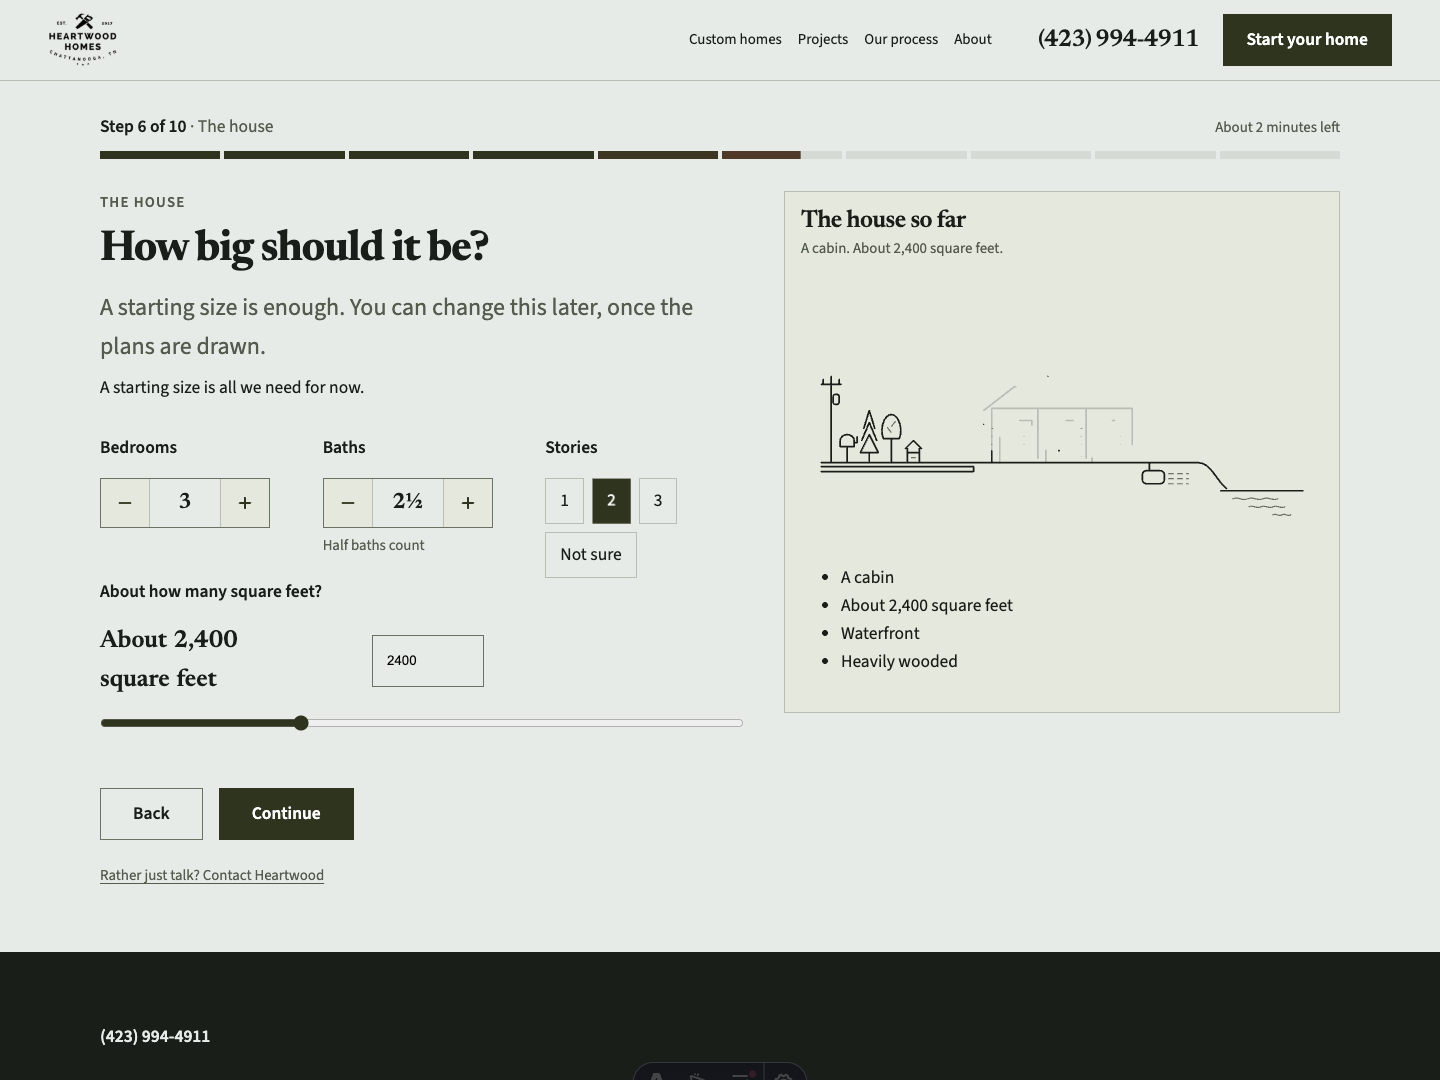 EST. 2017
HEARTWOOD
HOMES
CHATTANOOGA, TN
Custom homes
Projects
Our process
About
(423) 994-4911
Start your home
Step 6 of 10 · The house
About 2 minutes left
THE HOUSE
How big should it be?
A starting size is enough. You can change this later, once the
plans are drawn.
A starting size is all we need for now.
Bedrooms
− 3 +
Baths
− 2½ +
Half baths count
Stories
1 2 3
Not sure
About how many square feet?
About 2,400
square feet
2400
Back
Continue
Rather just talk? Contact Heartwood
The house so far
A cabin. About 2,400 square feet.
• A cabin
• About 2,400 square feet
• Waterfront
• Heavily wooded
(423) 994-4911